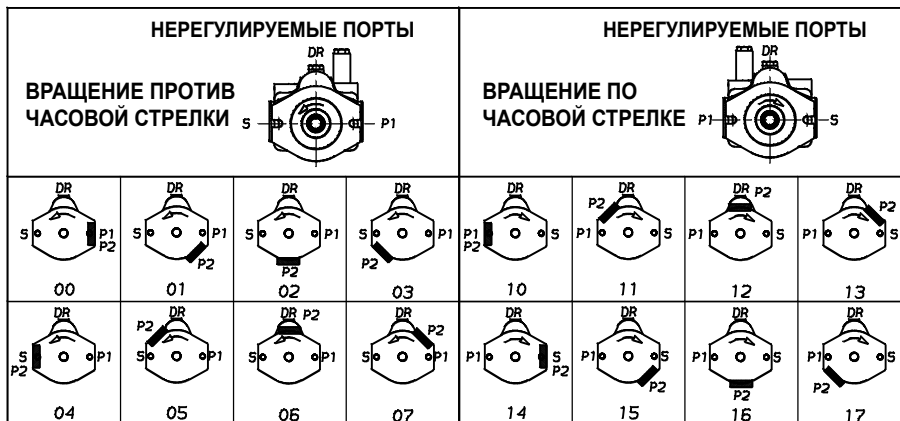 НЕРЕГУЛИРУЕМЫЕ ПОРТЫ
DR
ВРАЩЕНИЕ ПРОТИВ
ЧАСОВОЙ СТРЕЛКИ
S P1
НЕРЕГУЛИРУЕМЫЕ ПОРТЫ
DR
ВРАЩЕНИЕ ПО
ЧАСОВОЙ СТРЕЛКЕ
P1 S
DR
S P1
P2
00
DR
S P1
P2
01
DR
S P1
P2
02
DR
S P1
P2
03
DR
P1 S
P2
10
DR
P2
P1 S
11
DR P2
P1 S
12
DR
P2
P1 S
13
DR
S P1
P2
04
DR
P2
S P1
05
DR P2
S P1
06
DR
P2
S P1
07
DR
P1 S
P2
14
DR
P1 S
P2
15
DR
P1 S
P2
16
DR
P1 S
P2
17